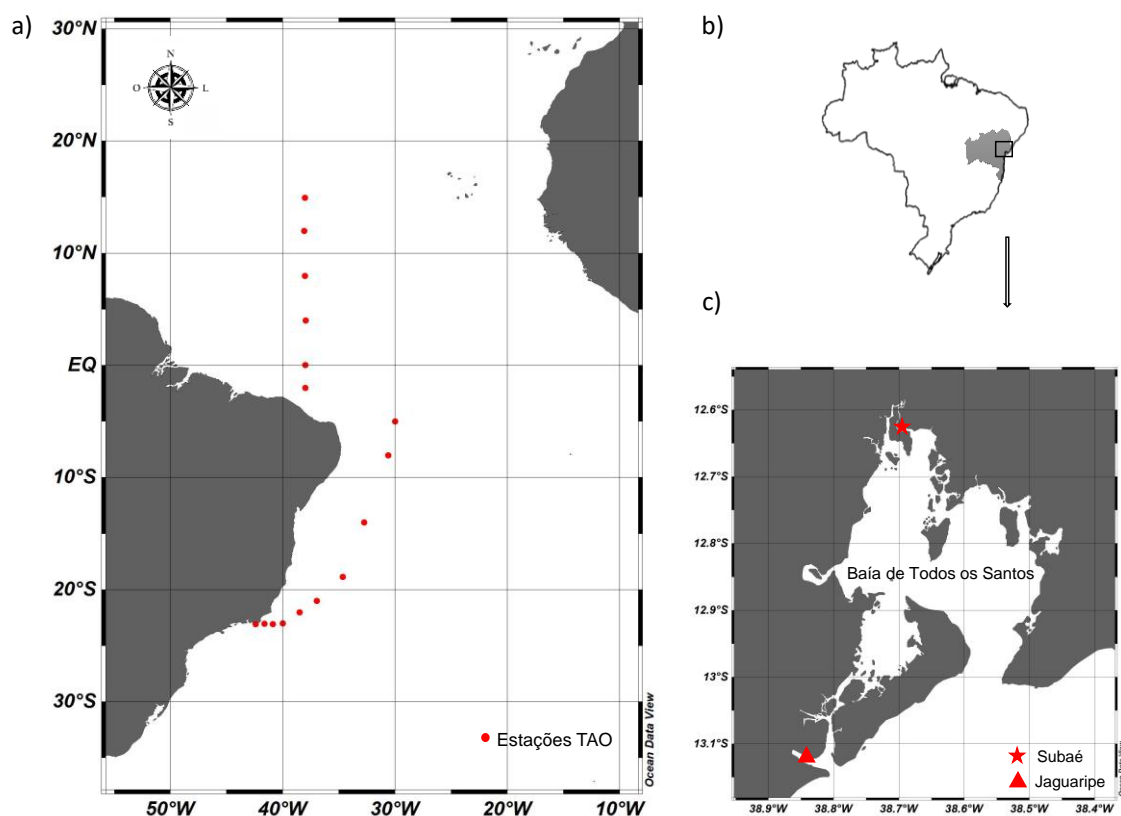 a)
30°N
20°N
10°N
EQ
10°S
20°S
30°S
50°W 40°W 30°W 20°W 10°W
N
O L
S
Estações TAO
Ocean Data View
b)
c)
12.6°S
12.7°S
12.8°S
12.9°S
13°S
13.1°S
38.9°W 38.8°W 38.7°W 38.6°W 38.5°W 38.4°W
Baía de Todos os Santos
Subaé
Jaguaripe